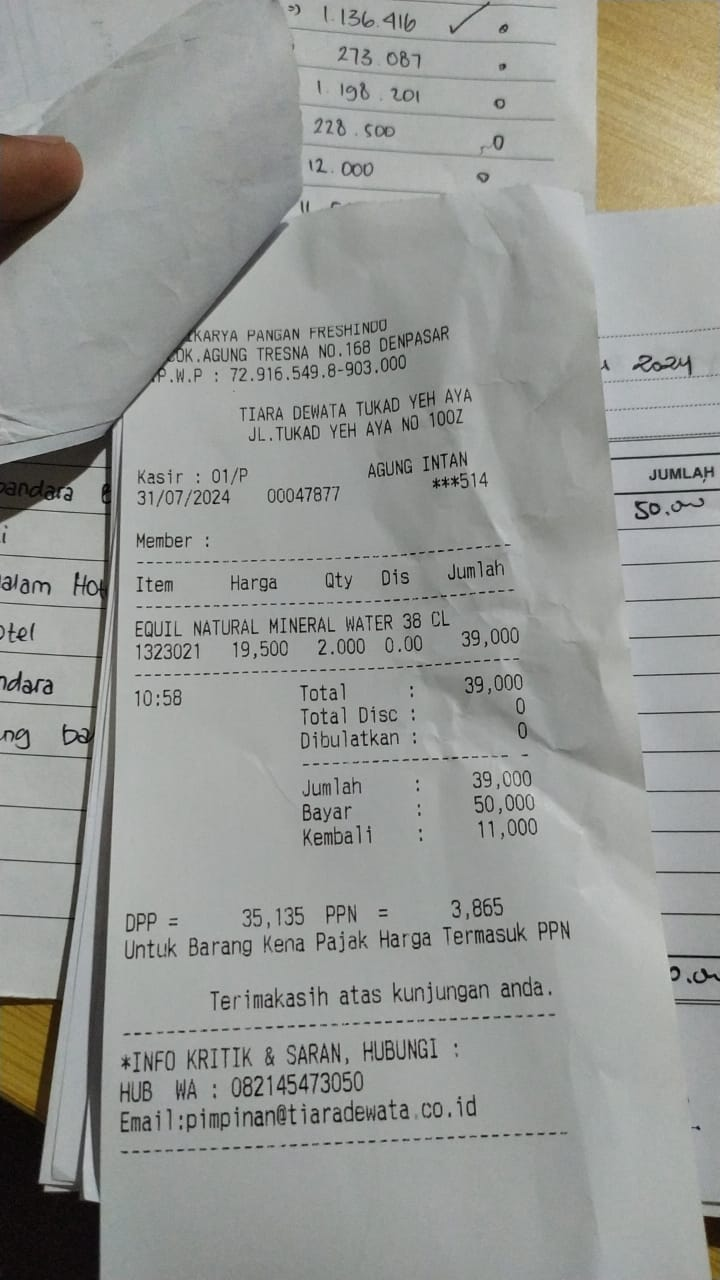 1.136.416
273.087
1.198.201
228.500
12.000
KARYA PANGAN FRESHINDO
OK.AGUNG TRESNA NO.168 DENPASAR
.P.W.P : 72.916.549.8-903.000
TIARA DEWATA TUKAD YEH AYA
JL.TUKAD YEH AYA NO 100Z
Kasir : 01/P AGUNG INTAN
31/07/2024 00047877 ***514
Member :
Item Harga Qty Dis Jumlah
EQUIL NATURAL MINERAL WATER 38 CL
1323021 19,500 2.000 0.00 39,000
10:58 Total : 39,000
Total Disc : 0
Dibulatkan : 0
Jumlah : 39,000
Bayar : 50,000
Kembali : 11,000
DPP = 35,135 PPN = 3,865
Untuk Barang Kena Pajak Harga Termasuk PPN
Terimakasih atas kunjungan anda.
*INFO KRITIK & SARAN, HUBUNGI :
HUB WA : 082145473050
Email:pimpinan@tiaradewata.co.id
2024
JUMLAH
50.00
bandara
i
alam Hot
otel
ndara
ng ba